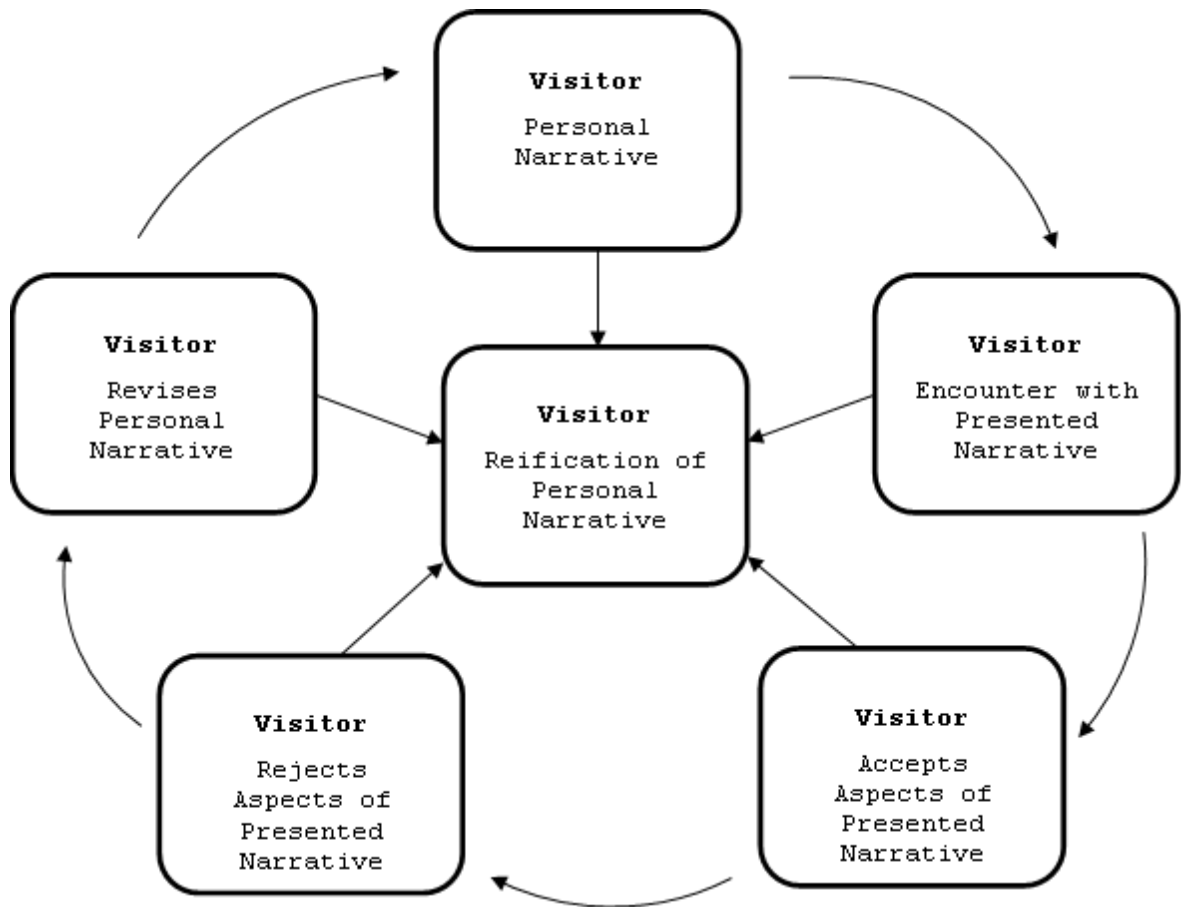 Visitor
Personal
Narrative
Visitor
Encounter with
Presented
Narrative
Visitor
Accepts
Aspects of
Presented
Narrative
Visitor
Rejects
Aspects of
Presented
Narrative
Visitor
Revises
Personal
Narrative
Visitor
Reification of
Personal
Narrative